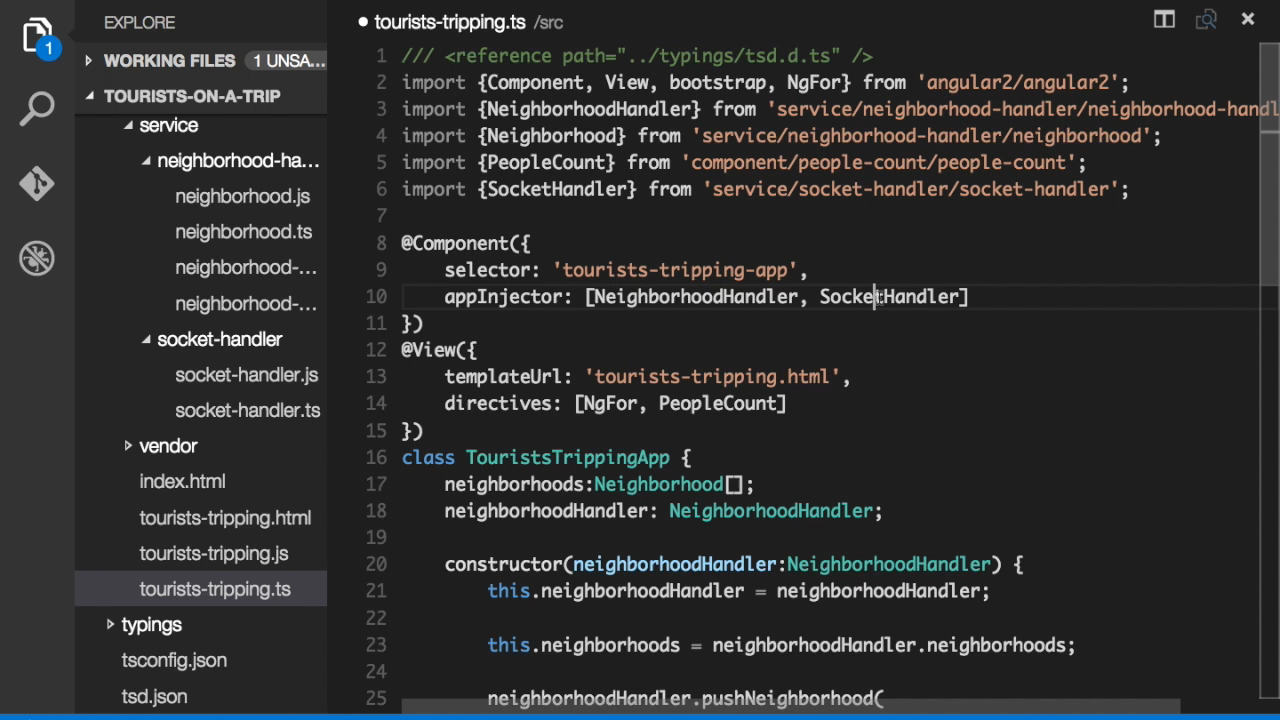 EXPLORE
1
WORKING FILES 1 UNSA...
TOURISTS-ON-A-TRIP
service
neighborhood-ha...
neighborhood.js
neighborhood.ts
neighborhood-...
neighborhood-...
socket-handler
socket-handler.js
socket-handler.ts
vendor
index.html
tourists-tripping.html
tourists-tripping.js
tourists-tripping.ts
typings
tsconfig.json
tsd.json
tourists-tripping.ts /src
1 /// <reference path="../typings/tsd.d.ts" />
2 import {Component, View, bootstrap, NgFor} from 'angular2/angular2';
3 import {NeighborhoodHandler} from 'service/neighborhood-handler/neighborhood-handl
4 import {Neighborhood} from 'service/neighborhood-handler/neighborhood';
5 import {PeopleCount} from 'component/people-count/people-count';
6 import {SocketHandler} from 'service/socket-handler/socket-handler';
7
8 @Component({
9 selector: 'tourists-tripping-app',
10 appInjector: [NeighborhoodHandler, SocketHandler]
11 })
12 @View({
13 templateUrl: 'tourists-tripping.html',
14 directives: [NgFor, PeopleCount]
15 })
16 class TouristsTrippingApp {
17 neighborhoods:Neighborhood[];
18 neighborhoodHandler: NeighborhoodHandler;
19
20 constructor(neighborhoodHandler:NeighborhoodHandler) {
21 this.neighborhoodHandler = neighborhoodHandler;
22
23 this.neighborhoods = neighborhoodHandler.neighborhoods;
24
25 neighborhoodHandler.pushNeighborhood(